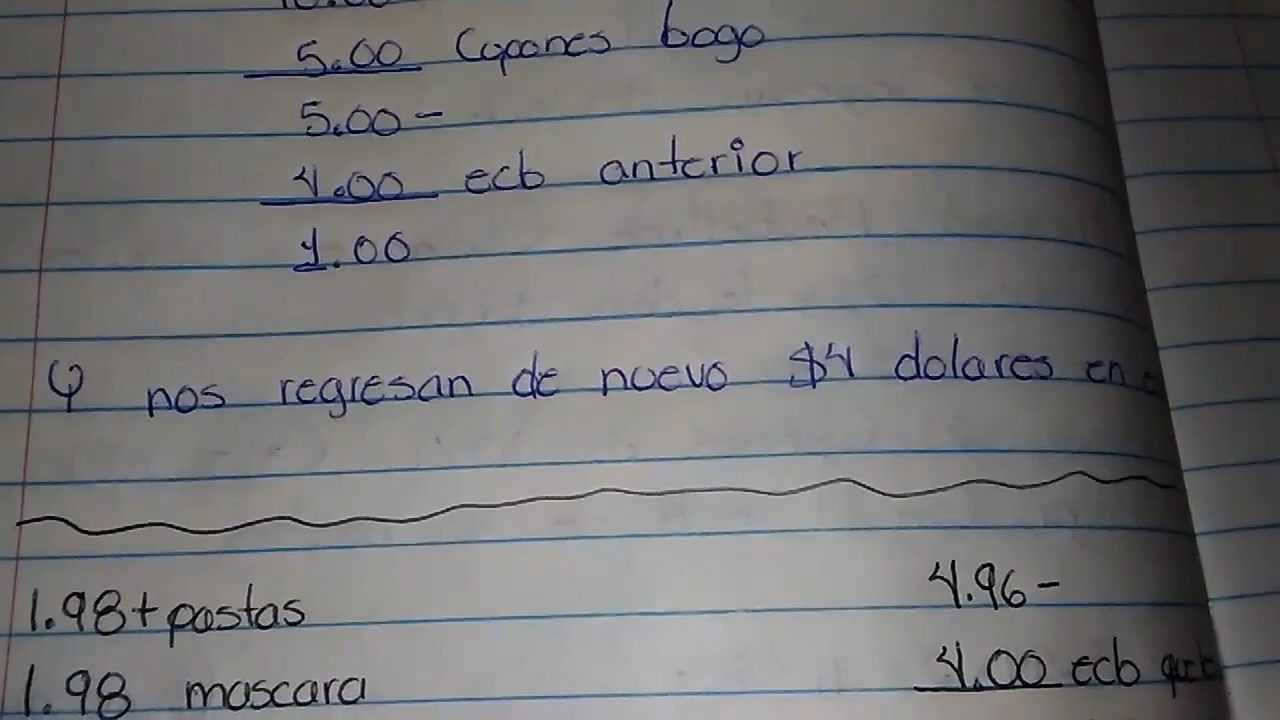 5.00 Cupones bogo
5.00-
4.00 ecb anterior
1.00
y nos regresan de nuevo $4 dolares en
1.98+ pastas
1.98 mascara
4.96-
4.00 ecb